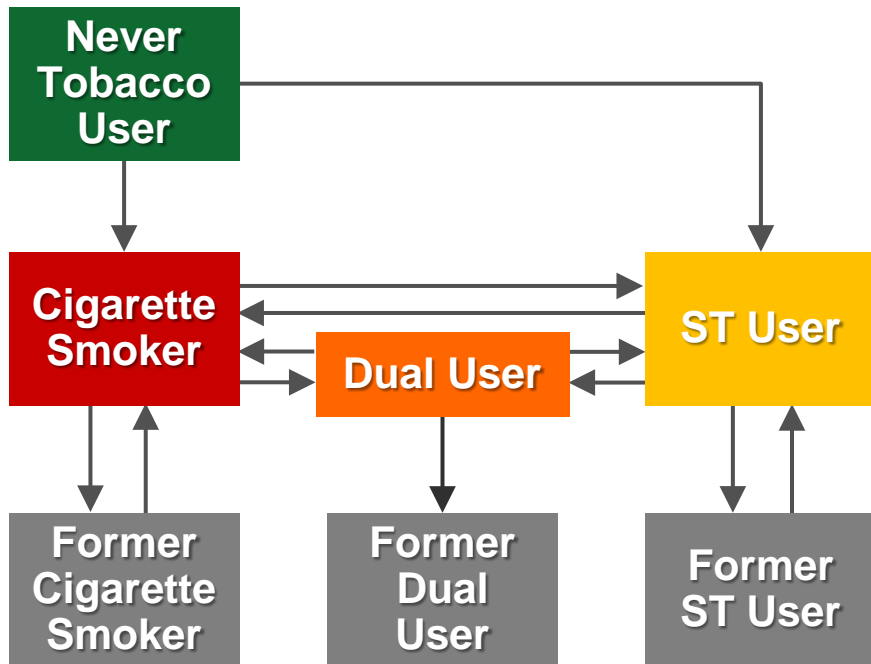 Never
Tobacco
User
Cigarette
Smoker
Dual User
ST User
Former
Cigarette
Smoker
Former
Dual
User
Former
ST User